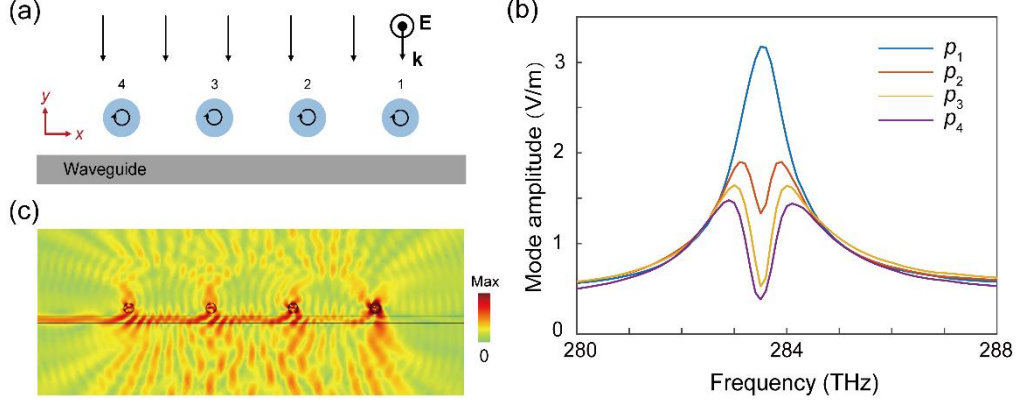 (a)
E
k
4 3 2 1
y
x
Waveguide
(c)
Max
0
(b)
Mode amplitude (V/m)
3
2
1
0
p1
p2
p3
p4
280 284 288
Frequency (THz)